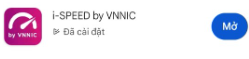 i-SPEED by VNNIC
Đã cài đặt
Mở
by VNNIC